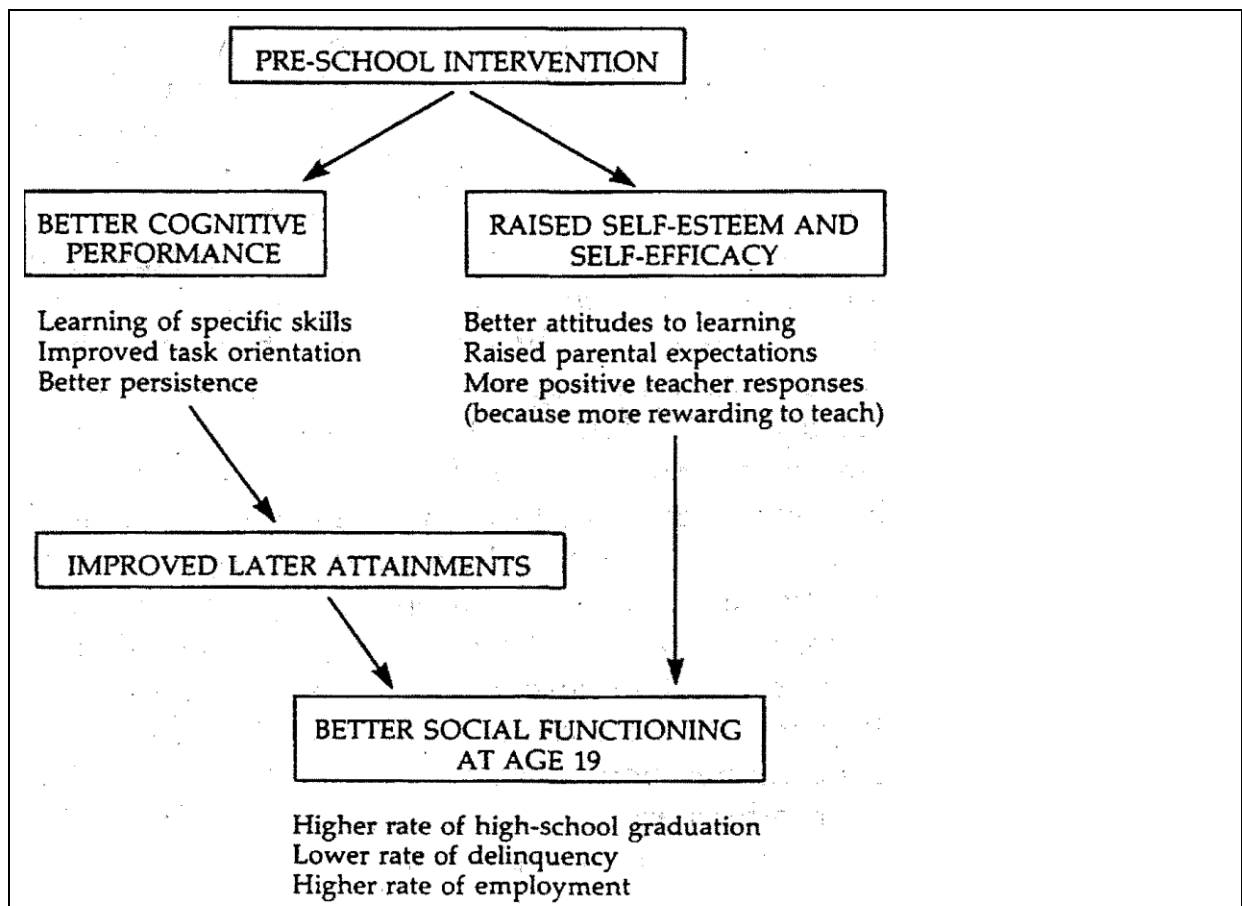 PRE-SCHOOL INTERVENTION
BETTER COGNITIVE
PERFORMANCE
RAISED SELF-ESTEEM AND
SELF-EFFICACY
Learning of specific skills
Improved task orientation
Better persistence
Better attitudes to learning
Raised parental expectations
More positive teacher responses
(because more rewarding to teach)
IMPROVED LATER ATTAINMENTS
BETTER SOCIAL FUNCTIONING
AT AGE 19
Higher rate of high-school graduation
Lower rate of delinquency
Higher rate of employment